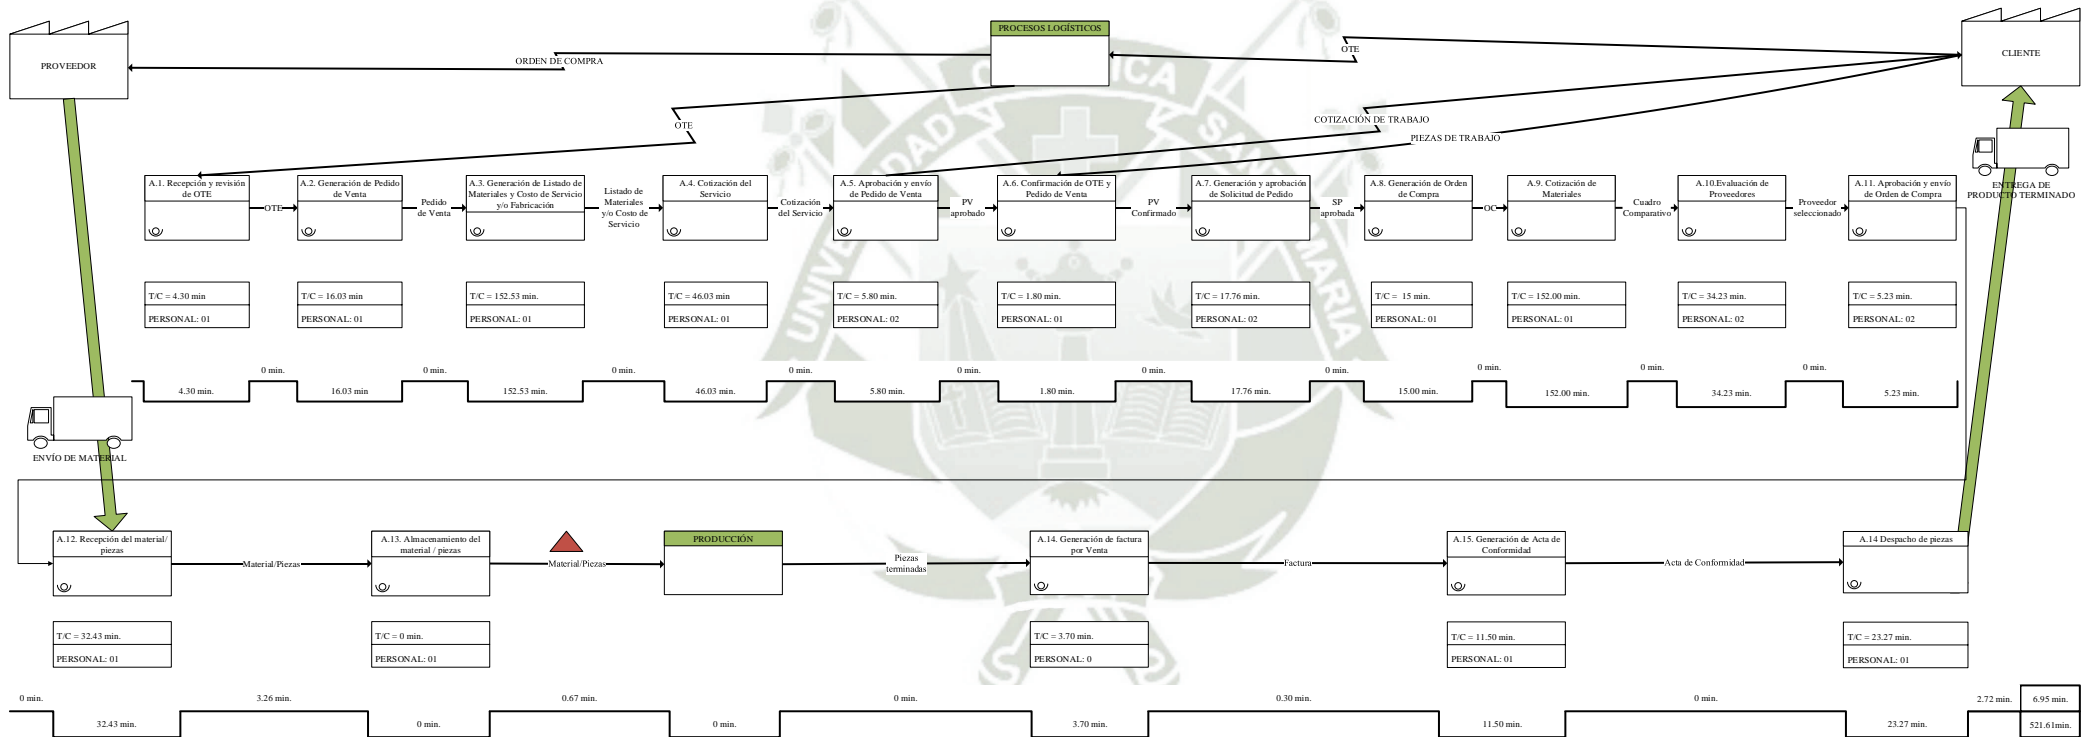 PROVEEDOR
ORDEN DE COMPRA
PROCESOS LOGÍSTICOS
OTE
CLIENTE
OTE
COTIZACIÓN DE TRABAJO
PIEZAS DE TRABAJO
ENTREGA DE
PRODUCTO TERMINADO
A.1. Recepción y revisión
de OTE
OTE
A.2. Generación de Pedido
de Venta
Pedido
de Venta
A.3. Generación de Listado de
Materiales y Costo de Servicio
y/o Fabricación
Listado de
Materiales
y/o Costo de
Servicio
A.4. Cotización del
Servicio
Cotización
del Servicio
A.5. Aprobación y envío
de Pedido de Venta
PV
aprobado
A.6. Confirmación de OTE y
Pedido de Venta
PV
Confirmado
A.7. Generación y aprobación
de Solicitud de Pedido
SP
aprobada
A.8. Generación de Orden
de Compra
OC
A.9. Cotización de
Materiales
Cuadro
Comparativo
A.10.Evaluación de
Proveedores
Proveedor
seleccionado
A.11. Aprobación y envío
de Orden de Compra
T/C = 4.30 min
PERSONAL: 01
T/C = 16.03 min
PERSONAL: 01
T/C = 152.53 min.
PERSONAL: 01
T/C = 46.03 min
PERSONAL: 01
T/C = 5.80 min.
PERSONAL: 02
T/C = 1.80 min.
PERSONAL: 01
T/C = 17.76 min.
PERSONAL: 02
T/C = 15 min.
PERSONAL: 01
T/C = 152.00 min.
PERSONAL: 01
T/C = 34.23 min.
PERSONAL: 02
T/C = 5.23 min.
PERSONAL: 02
0 min. 0 min. 0 min. 0 min. 0 min. 0 min. 0 min. 0 min. 0 min. 0 min.
4.30 min. 16.03 min 152.53 min. 46.03 min. 5.80 min. 1.80 min. 17.76 min. 15.00 min. 152.00 min. 34.23 min. 5.23 min.
ENVÍO DE MATERIAL
A.12. Recepción del material/
piezas
Material/Piezas
A.13. Almacenamiento del
material / piezas
Material/Piezas
PRODUCCIÓN
Piezas
terminadas
A.14. Generación de factura
por Venta
Factura
A.15. Generación de Acta de
Conformidad
Acta de Conformidad
A.14 Despacho de piezas
T/C = 32.43 min.
PERSONAL: 01
T/C = 0 min.
PERSONAL: 01
T/C = 3.70 min.
PERSONAL: 0
T/C = 11.50 min.
PERSONAL: 01
T/C = 23.27 min.
PERSONAL: 01
0 min. 3.26 min. 0.67 min. 0 min. 0.30 min. 0 min. 2.72 min. 6.95 min.
32.43 min. 0 min. 0 min. 3.70 min. 11.50 min. 23.27 min. 521.61min.